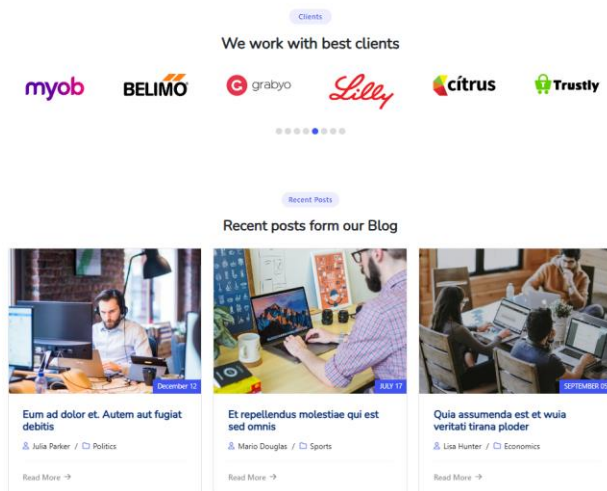 Clients
We work with best clients
myob
BELIMO
grabyo
Lilly
cítrus
Trustly
Recent Posts
Recent posts form our Blog
December 12
JULY 17
SEPTEMBER 05
Eum ad dolor et. Autem aut fugiat
debitis
Julia Parker / Politics
Read More →
Et repellendus molestiae qui est
sed omnis
Mario Douglas / Sports
Read More →
Quia assumenda est et wuia
veritati tirana ploder
Lisa Hunter / Economics
Read More →